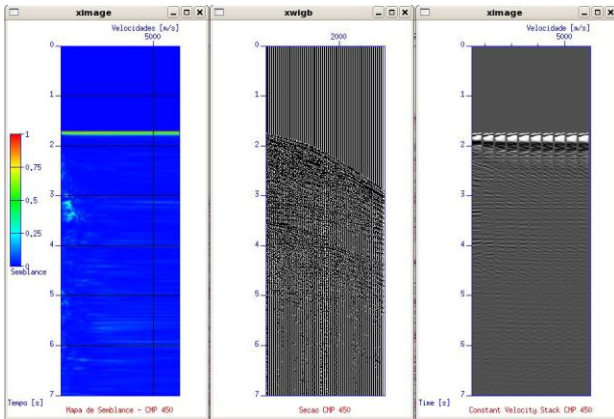 ximage
Velocidades [m/s]
5000
0
1
2
3
4
5
6
7
1
0.75
0.5
0.25
0
Semblance
Tempo [s]
Mapa de Semblance - CMP 450
xwigb
2000
0
1
2
3
4
5
6
7
Secao CMP 450
ximage
Velocidade [m/s]
5000
0
1
2
3
4
5
6
7
Time [s]
Constant Velocity Stack CMP 450